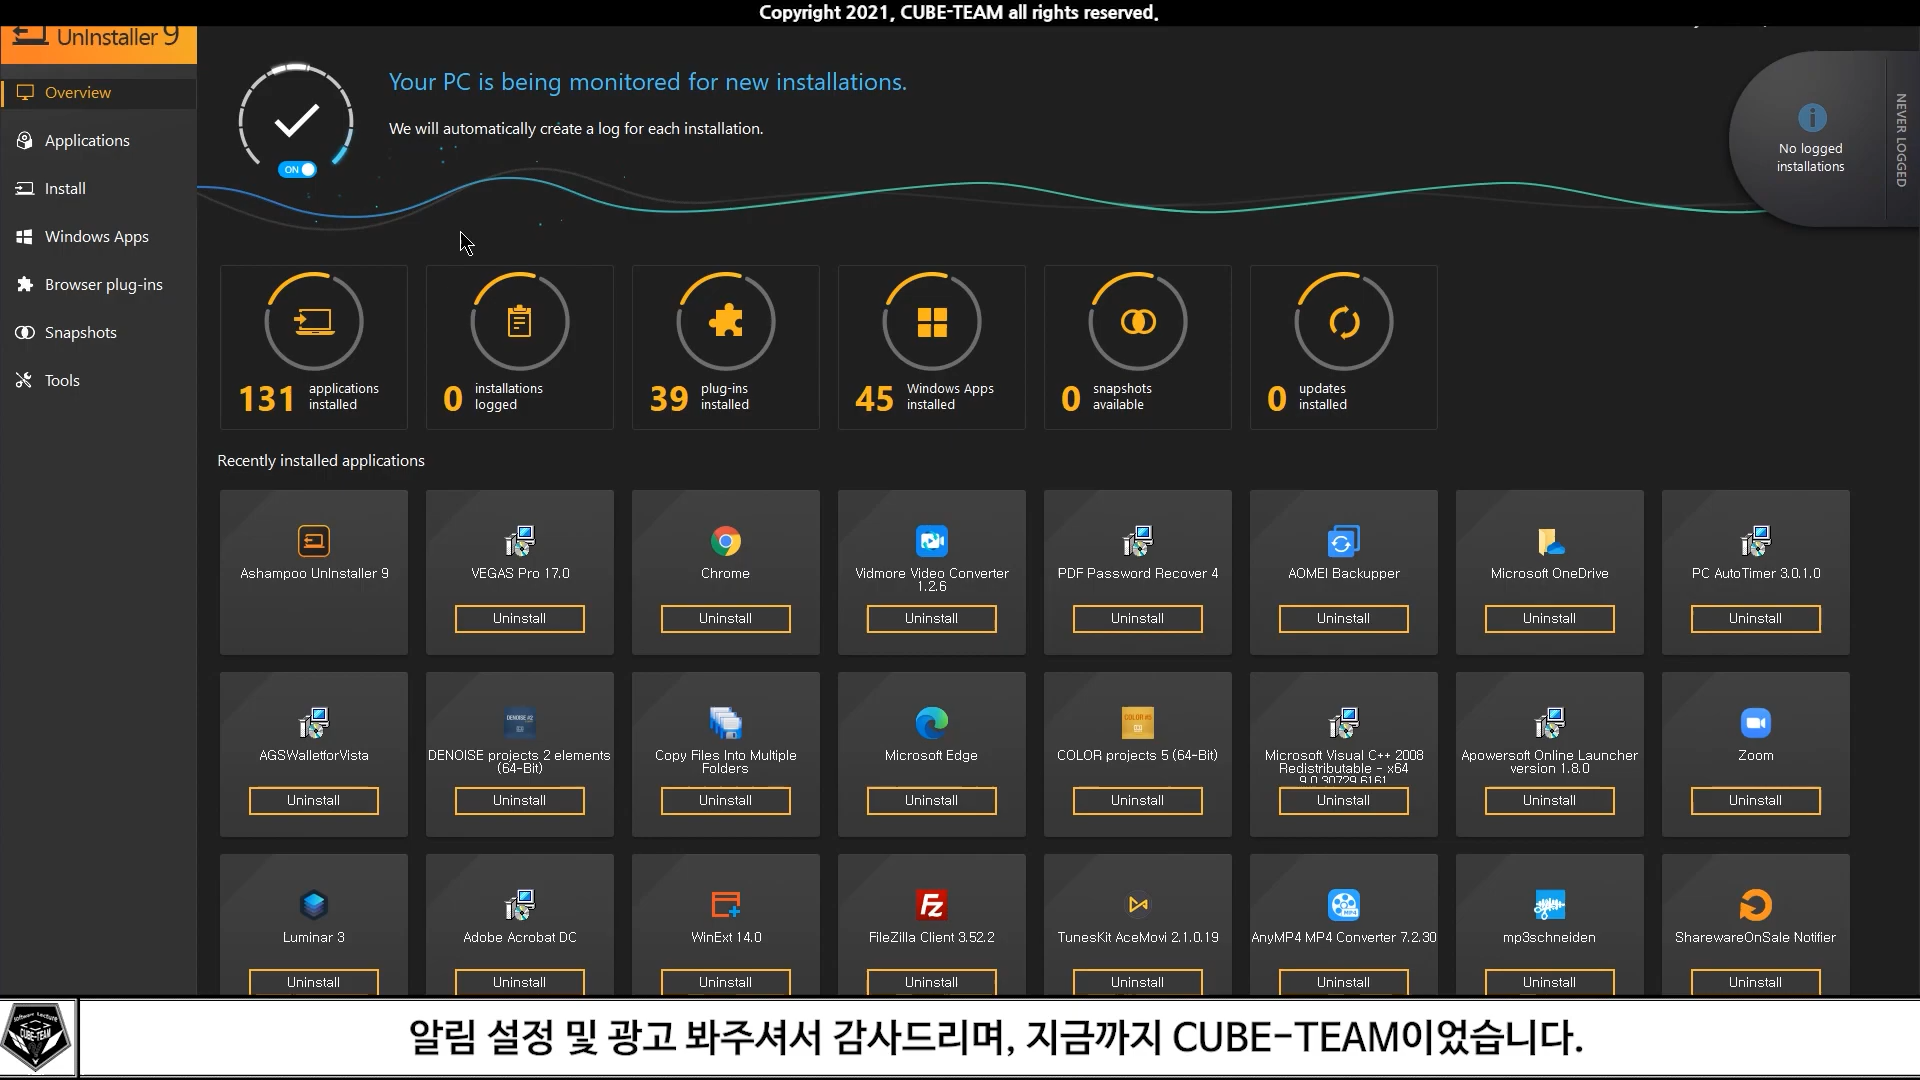 Copyright 2021, CUBE-TEAM all rights reserved.
UnInstaller 9
Overview
Applications
Install
Windows Apps
Browser plug-ins
Snapshots
Tools
Your PC is being monitored for new installations.
We will automatically create a log for each installation.
ON
No logged
installations
NEVER LOGGED
131 applications
installed
0 installations
logged
39 plug-ins
installed
45 Windows Apps
installed
0 snapshots
available
0 updates
installed
Recently installed applications
Ashampoo UnInstaller 9
VEGAS Pro 17.0
Uninstall
Chrome
Uninstall
Vidmore Video Converter
1.2.6
Uninstall
PDF Password Recover 4
Uninstall
AOMEI Backupper
Uninstall
Microsoft OneDrive
Uninstall
PC AutoTimer 3.0.1.0
Uninstall
AGSWalletforVista
Uninstall
DENOISE projects 2 elements
(64-Bit)
Uninstall
Copy Files Into Multiple
Folders
Uninstall
Microsoft Edge
Uninstall
COLOR projects 5 (64-Bit)
Uninstall
Microsoft Visual C++ 2008
Redistributable - x64
9.0.30729.6161
Uninstall
Apowersoft Online Launcher
version 1.8.0
Uninstall
Zoom
Uninstall
Luminar 3
Uninstall
Adobe Acrobat DC
Uninstall
WinExt 14.0
Uninstall
FileZilla Client 3.52.2
Uninstall
TunesKit AceMovi 2.1.0.19
Uninstall
AnyMP4 MP4 Converter 7.2.30
Uninstall
mp3schneiden
Uninstall
SharewareOnSale Notifier
Uninstall
Software Lecture
CUBE-TEAM
알림 설정 및 광고 봐주셔서 감사드리며, 지금까지 CUBE-TEAM이었습니다.